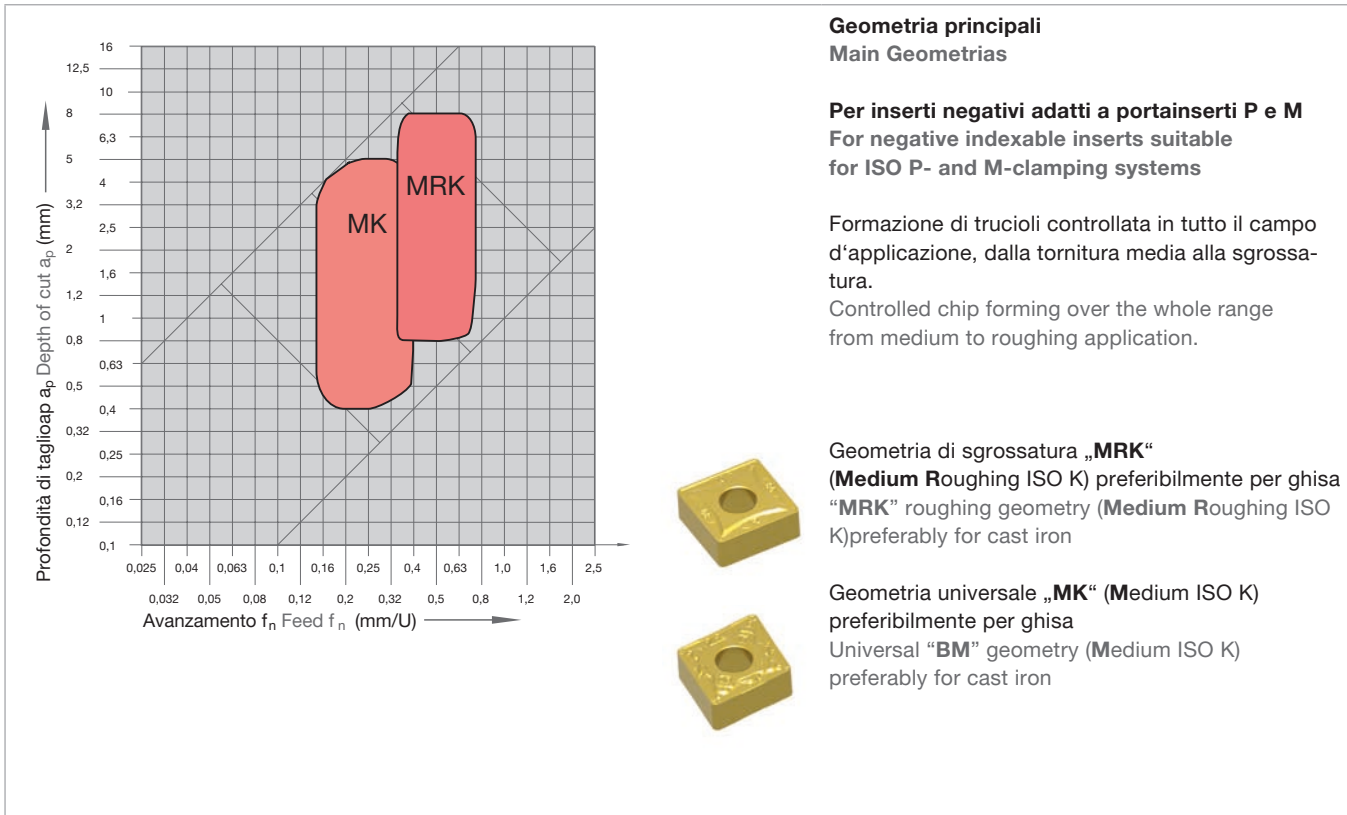 16
12,5
10
8
6,3
5
4
3,2
2,5
2
1,6
1,2
1
0,8
0,63
0,5
0,4
0,32
0,25
0,2
0,16
0,12
0,1
Profondità di taglioap ap Depth of cut ap (mm)
MK
MRK
0,025 0,04 0,063 0,1 0,16 0,25 0,4 0,63 1,0 1,6 2,5
0,032 0,05 0,08 0,12 0,2 0,32 0,5 0,8 1,2 2,0
Avanzamento fn Feed fn (mm/U)
Geometria principali
Main Geometrias
Per inserti negativi adatti a portainserti P e M
For negative indexable inserts suitable
for ISO P- and M-clamping systems
Formazione di trucioli controllata in tutto il campo
d‘applicazione, dalla tornitura media alla sgrossa-
tura.
Controlled chip forming over the whole range
from medium to roughing application.
Geometria di sgrossatura „MRK“
(Medium Roughing ISO K) preferibilmente per ghisa
“MRK” roughing geometry (Medium Roughing ISO
K)preferably for cast iron
Geometria universale „MK“ (Medium ISO K)
preferibilmente per ghisa
Universal “BM” geometry (Medium ISO K)
preferably for cast iron